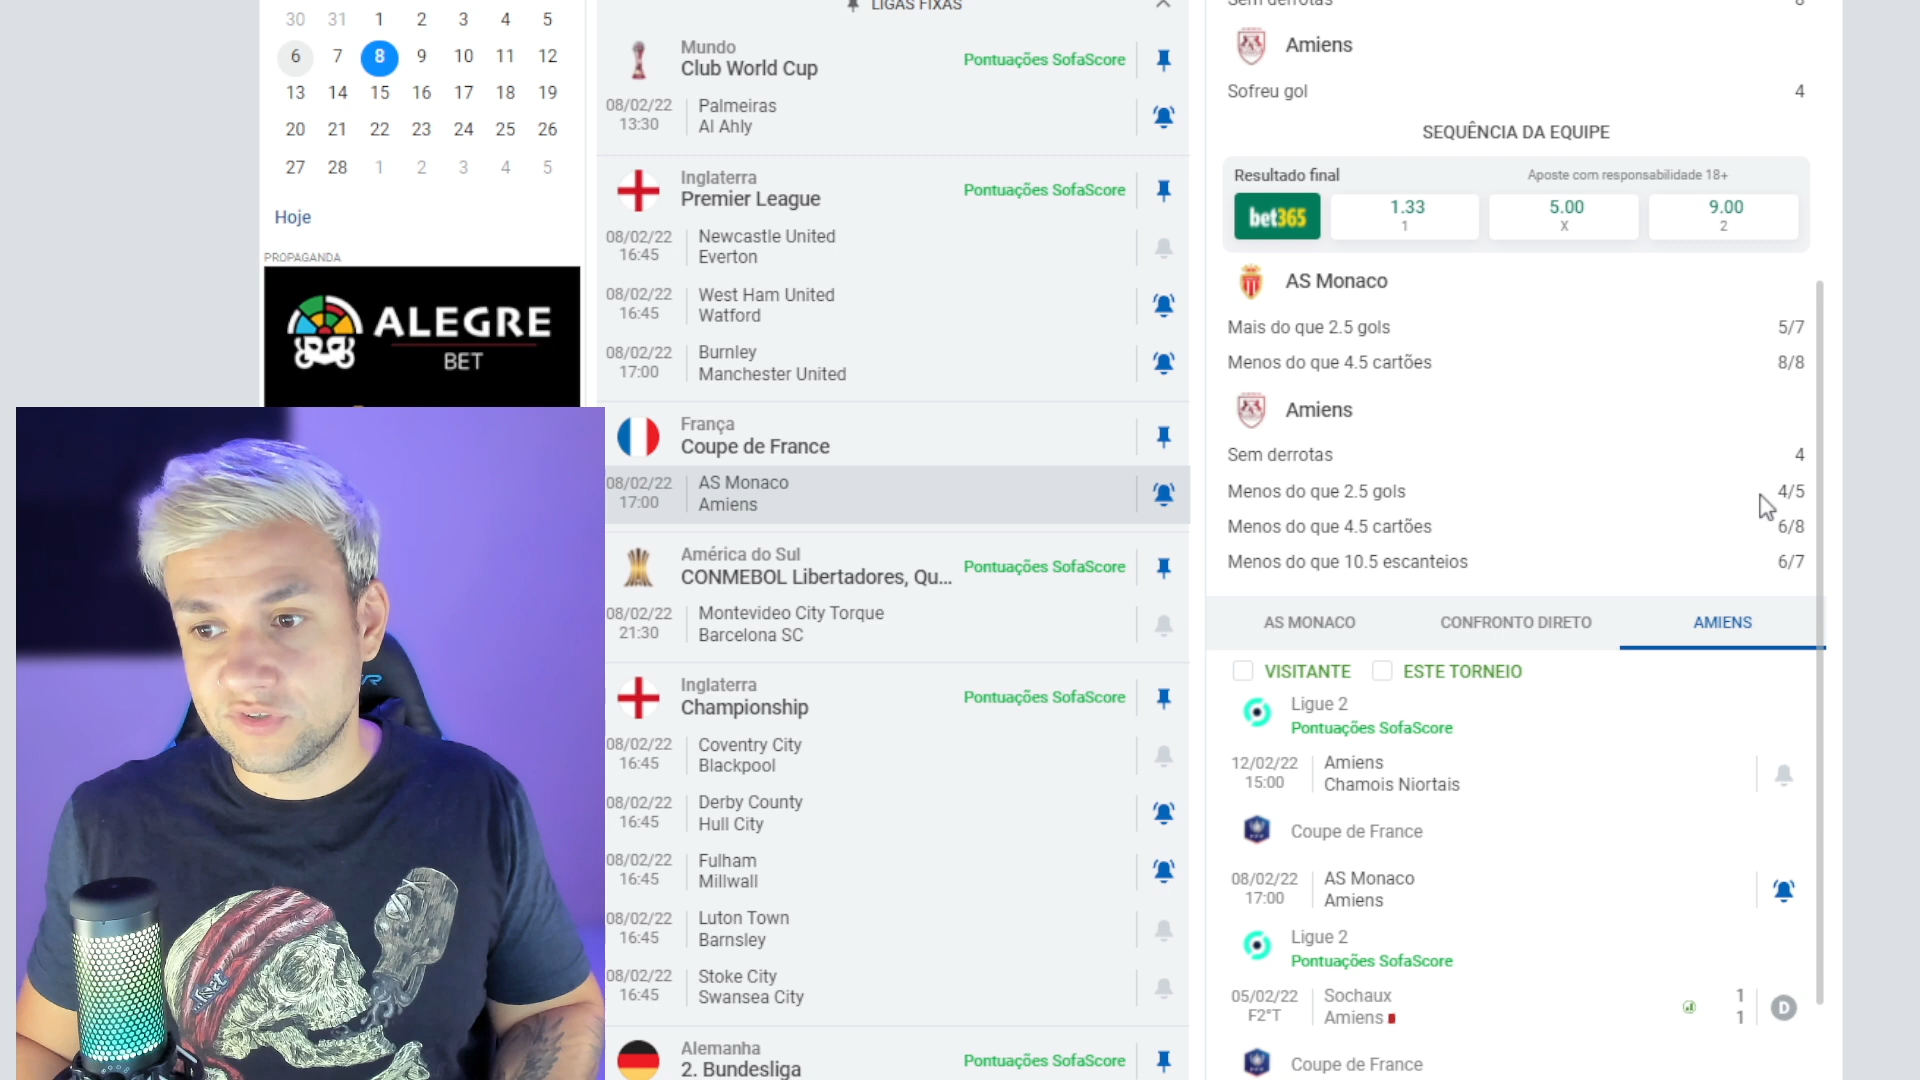 30 31 1 2 3 4 5
6 7 8 9 10 11 12
13 14 15 16 17 18 19
20 21 22 23 24 25 26
27 28 1 2 3 4 5
Hoje
PROPAGANDA
ALEGRE
BET
LIGAS FIXAS
Mundo
Club World Cup
Pontuações SofaScore
08/02/22
13:30
Palmeiras
Al Ahly
Inglaterra
Premier League
Pontuações SofaScore
08/02/22
16:45
Newcastle United
Everton
08/02/22
16:45
West Ham United
Watford
08/02/22
17:00
Burnley
Manchester United
França
Coupe de France
08/02/22
17:00
AS Monaco
Amiens
América do Sul
CONMEBOL Libertadores, Qu...
Pontuações SofaScore
08/02/22
21:30
Montevideo City Torque
Barcelona SC
Inglaterra
Championship
Pontuações SofaScore
08/02/22
16:45
Coventry City
Blackpool
08/02/22
16:45
Derby County
Hull City
08/02/22
16:45
Fulham
Millwall
08/02/22
16:45
Luton Town
Barnsley
08/02/22
16:45
Stoke City
Swansea City
Alemanha
2. Bundesliga
Pontuações SofaScore
Sem derrotas 8
Amiens
Sofreu gol 4
SEQUÊNCIA DA EQUIPE
Resultado final
Aposte com responsabilidade 18+
bet365
1.33
1
5.00
X
9.00
2
AS Monaco
Mais do que 2.5 gols 5/7
Menos do que 4.5 cartões 8/8
Amiens
Sem derrotas 4
Menos do que 2.5 gols 4/5
Menos do que 4.5 cartões 6/8
Menos do que 10.5 escanteios 6/7
AS MONACO CONFRONTO DIRETO AMIENS
VISITANTE ESTE TORNEIO
Ligue 2
Pontuações SofaScore
12/02/22
15:00
Amiens
Chamois Niortais
Coupe de France
08/02/22
17:00
AS Monaco
Amiens
Ligue 2
Pontuações SofaScore
05/02/22
F2°T
Sochaux 1
Amiens 1
D
Coupe de France